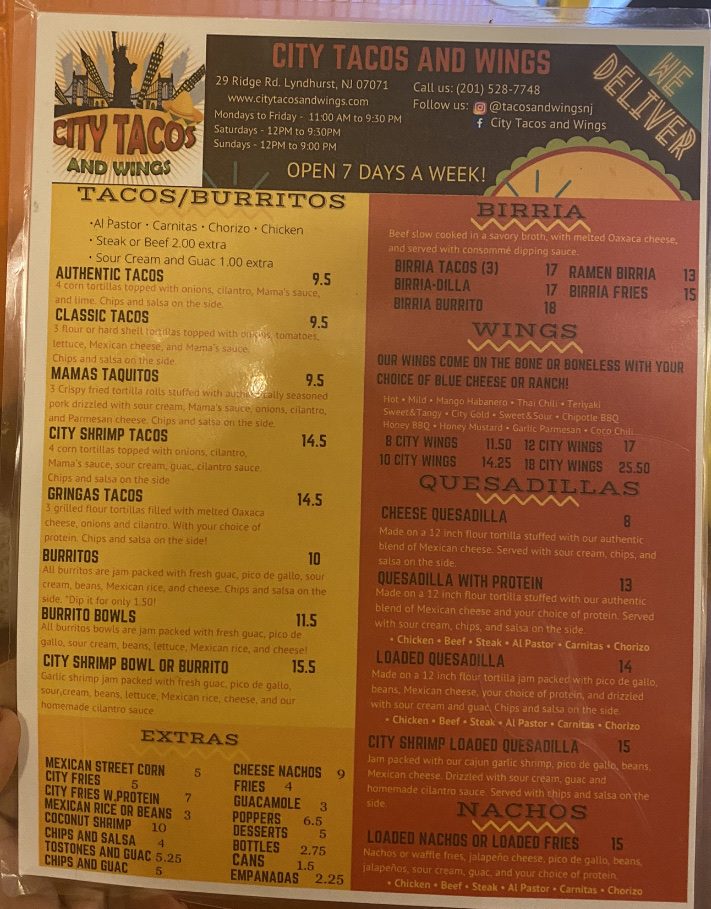 CITY TACOS
AND WINGS
CITY TACOS AND WINGS
29 Ridge Rd. Lyndhurst, NJ 07071
www.citytacosandwings.com
Mondays to Friday - 11:00 AM to 9:30 PM
Saturdays - 12PM to 9:30PM
Sundays - 12PM to 9:00 PM
Call us: (201) 528-7748
Follow us: @tacosandwingsnj
City Tacos and Wings
OPEN 7 DAYS A WEEK!
WE
DELIVER
TACOS/BURRITOS
•Al Pastor • Carnitas • Chorizo • Chicken
• Steak or Beef 2.00 extra
• Sour Cream and Guac 1.00 extra
AUTHENTIC TACOS 9.5
4 corn tortillas topped with onions, cilantro, Mama's sauce,
and lime. Chips and salsa on the side.
CLASSIC TACOS 9.5
3 flour or hard shell tortillas topped with onions, tomatoes,
lettuce, Mexican cheese, and Mama's sauce.
Chips and salsa on the side.
MAMAS TAQUITOS 9.5
3 Crispy fried tortilla rolls stuffed with authentically seasoned
pork drizzled with sour cream, Mama's sauce, onions, cilantro,
and Parmesan cheese. Chips and salsa on the side.
CITY SHRIMP TACOS 14.5
4 corn tortillas topped with onions, cilantro,
Mama's sauce, sour cream, guac, cilantro sauce.
Chips and salsa on the side
GRINGAS TACOS 14.5
3 grilled flour tortillas filled with melted Oaxaca
cheese, onions and cilantro. With your choice of
protein. Chips and salsa on the side!
BURRITOS 10
All burritos are jam packed with fresh guac, pico de gallo, sour
cream, beans, Mexican rice, and cheese. Chips and salsa on the
side. *Dip it for only 1.50!
BURRITO BOWLS 11.5
All burritos bowls are jam packed with fresh guac, pico de
gallo, sour cream, beans, lettuce, Mexican rice, and cheese!
CITY SHRIMP BOWL OR BURRITO 15.5
Garlic shrimp jam packed with fresh guac, pico de gallo,
sour,cream, beans, lettuce, Mexican rice, cheese, and our
homemade cilantro sauce
EXTRAS
MEXICAN STREET CORN 5
CITY FRIES 5
CITY FRIES W.PROTEIN 7
MEXICAN RICE OR BEANS 3
COCONUT SHRIMP 10
CHIPS AND SALSA 4
TOSTONES AND GUAC 5.25
CHIPS AND GUAC 5
CHEESE NACHOS 9
FRIES 4
GUACAMOLE 3
POPPERS 6.5
DESSERTS 5
BOTTLES 2.75
CANS 1.5
EMPANADAS 2.25
BIRRIA
Beef slow cooked in a savory broth, with melted Oaxaca cheese,
and served with consommé dipping sauce.
BIRRIA TACOS (3) 17 RAMEN BIRRIA 13
BIRRIA-DILLA 17 BIRRIA FRIES 15
BIRRIA BURRITO 18
WINGS
OUR WINGS COME ON THE BONE OR BONELESS WITH YOUR
CHOICE OF BLUE CHEESE OR RANCH!
Hot • Mild • Mango Habanero • Thai Chili • Teriyaki
Sweet&Tangy • City Gold • Sweet&Sour • Chipotle BBQ
Honey BBQ • Honey Mustard • Garlic Parmesan • Coco Chili
8 CITY WINGS 11.50 12 CITY WINGS 17
10 CITY WINGS 14.25 18 CITY WINGS 25.50
QUESADILLAS
CHEESE QUESADILLA 8
Made on a 12 inch flour tortilla stuffed with our authentic
blend of Mexican cheese. Served with sour cream, chips, and
salsa on the side.
QUESADILLA WITH PROTEIN 13
Made on a 12 inch flour tortilla stuffed with our authentic
blend of Mexican cheese and your choice of protein. Served
with sour cream, chips, and salsa on the side.
• Chicken • Beef • Steak • Al Pastor • Carnitas • Chorizo
LOADED QUESADILLA 14
Made on a 12 inch flour tortilla jam packed with pico de gallo,
beans, Mexican cheese, your choice of protein, and drizzled
with sour cream and guac, Chips and salsa on the side.
• Chicken • Beef • Steak • Al Pastor • Carnitas • Chorizo
CITY SHRIMP LOADED QUESADILLA 15
Jam packed with our cajun garlic shrimp, pico de gallo, beans,
Mexican cheese. Drizzled with sour cream, guac and
homemade cilantro sauce. Served with chips and salsa on the
side.
NACHOS
LOADED NACHOS OR LOADED FRIES 15
Nachos or waffle fries, jalapeño cheese, pico de gallo, beans,
jalapeños, sour cream, guac, and your choice of protein.
• Chicken • Beef • Steak • Al Pastor • Carnitas • Chorizo